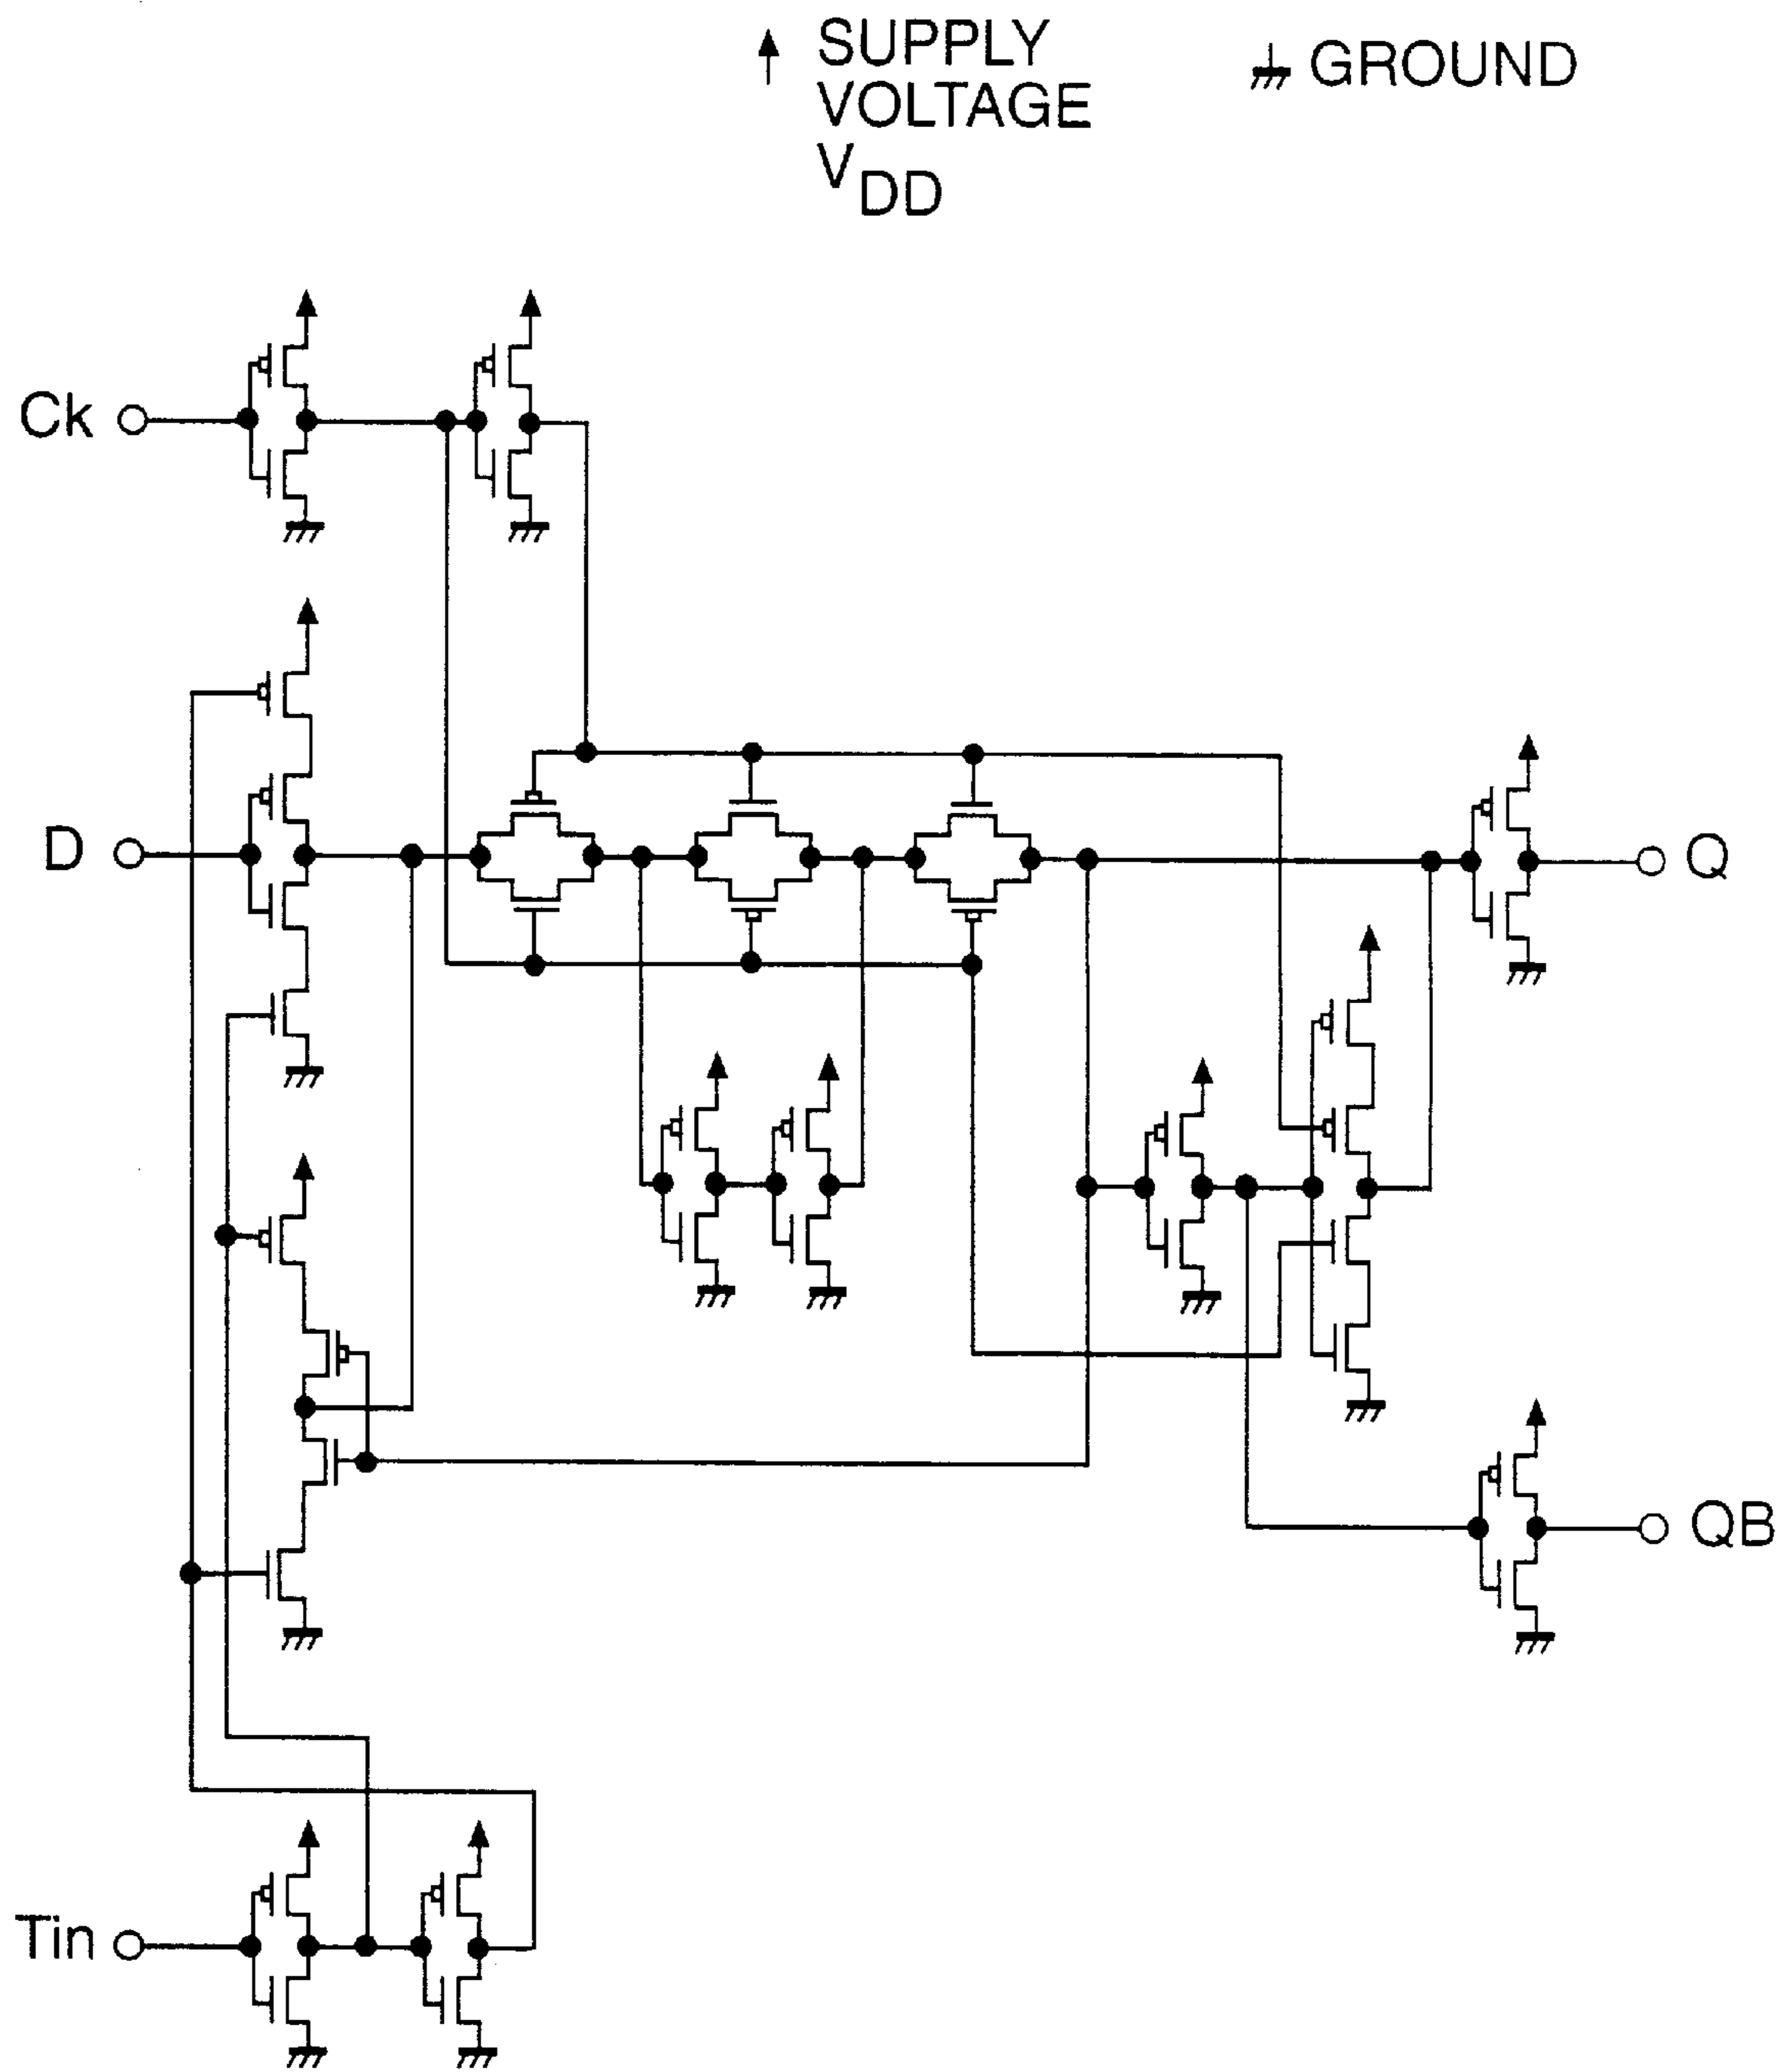 SUPPLY
VOLTAGE
VDD
GROUND
Ck
D
Q
QB
Tin